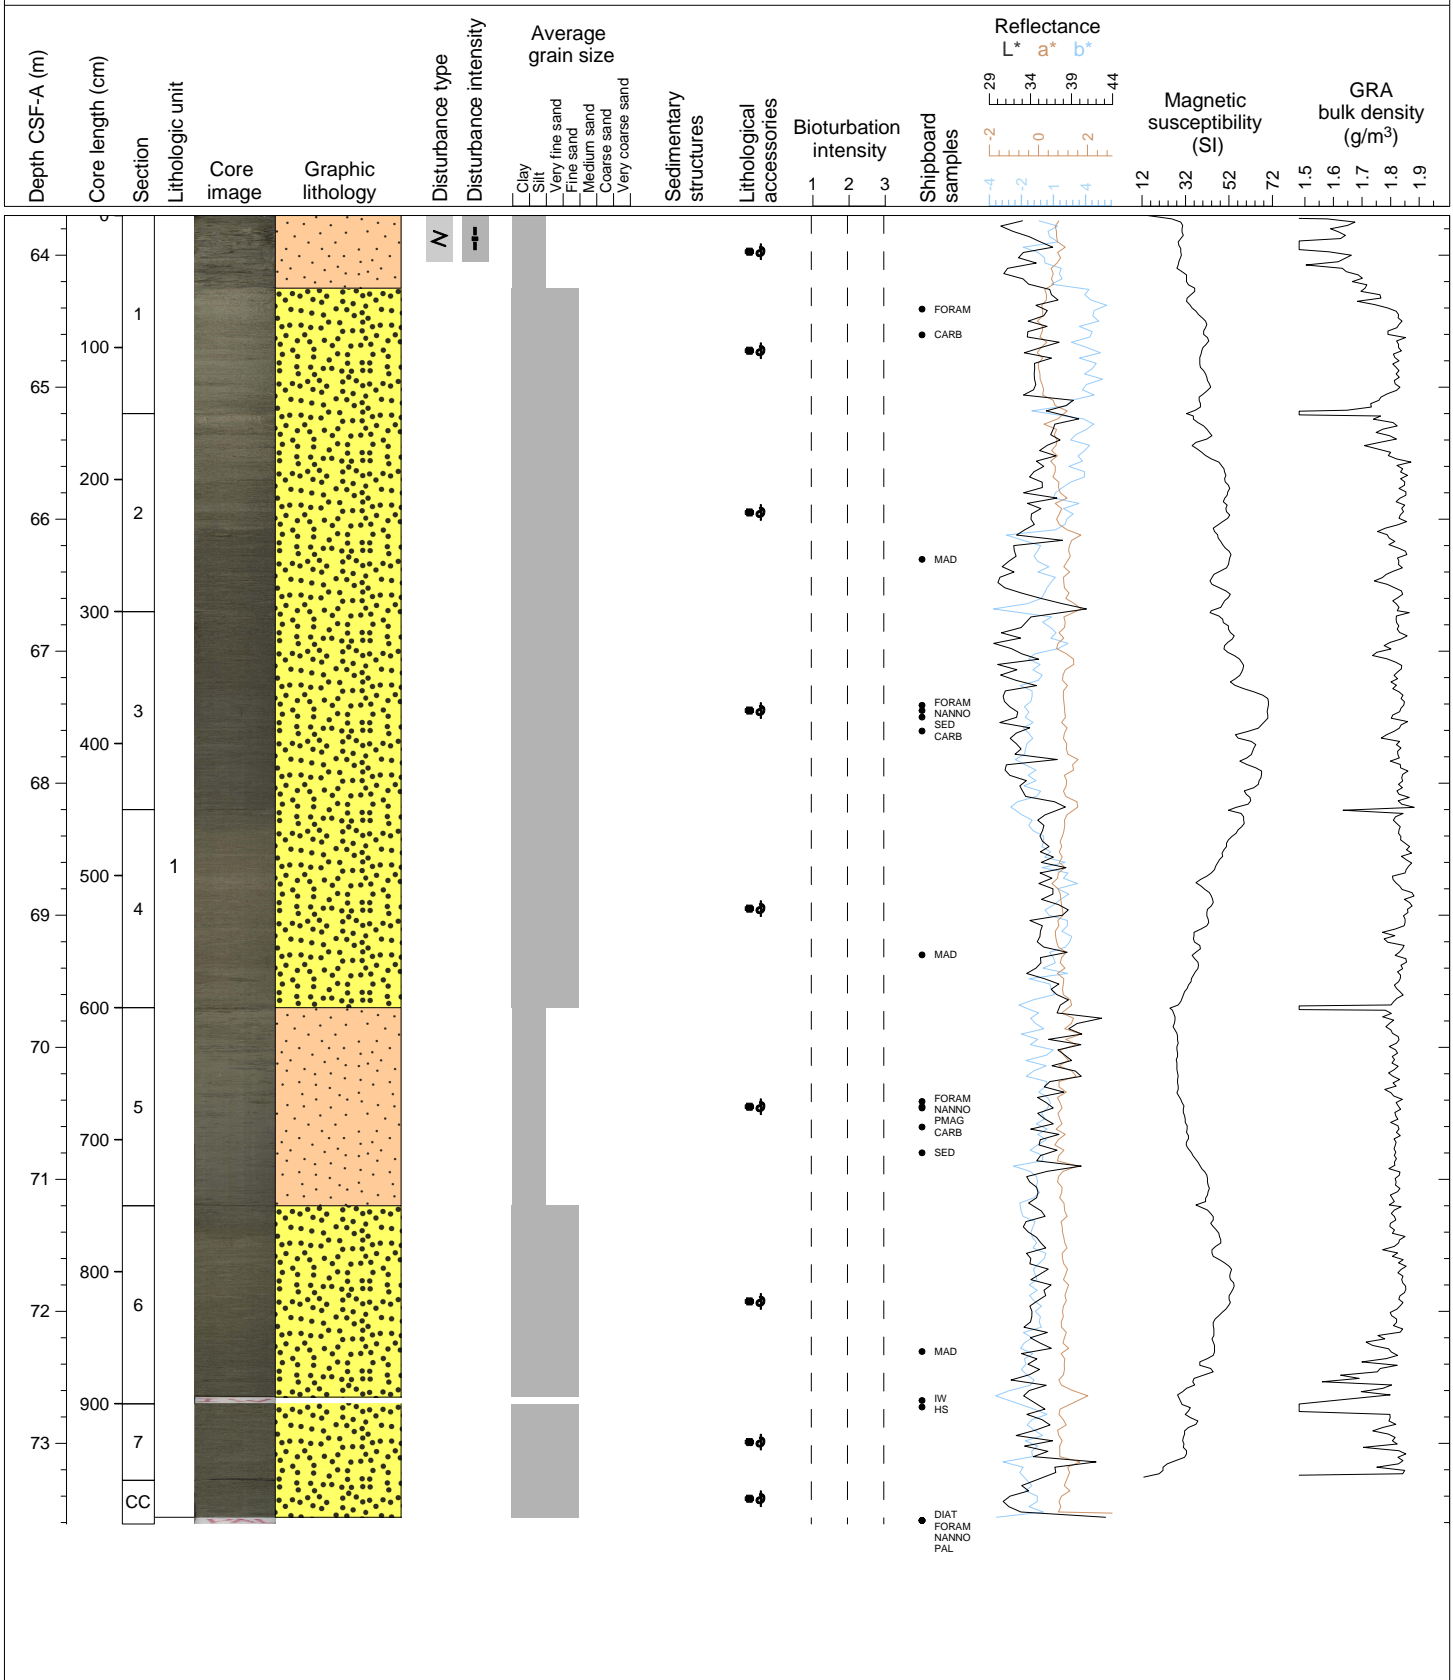 Depth CSF-A (m)
Core length (cm)
Section
Lithologic unit
Core
image
Graphic
lithology
Disturbance type
Disturbance intensity
Average
grain size
Clay
Silt
Very fine sand
Fine sand
Medium sand
Coarse sand
Very coarse sand
Sedimentary
structures
Lithological
accessories
Bioturbation
intensity
1 2 3
Shipboard
samples
Reflectance
L* a* b*
29 34 39 44
-2 0 2
-4 -2 1 4
Magnetic
susceptibility
(SI)
12 32 52 72
GRA
bulk density
(g/m3)
1.5 1.6 1.7 1.8 1.9
0
64
1
FORAM
CARB
100
65
200
66
2
MAD
300
67
3
FORAM
NANNO
SED
CARB
400
68
1
500
69
4
MAD
600
70
5
FORAM
NANNO
PMAG
CARB
SED
700
71
800
72
6
MAD
IW
HS
900
73
7
CC
DIAT
FORAM
NANNO
PAL